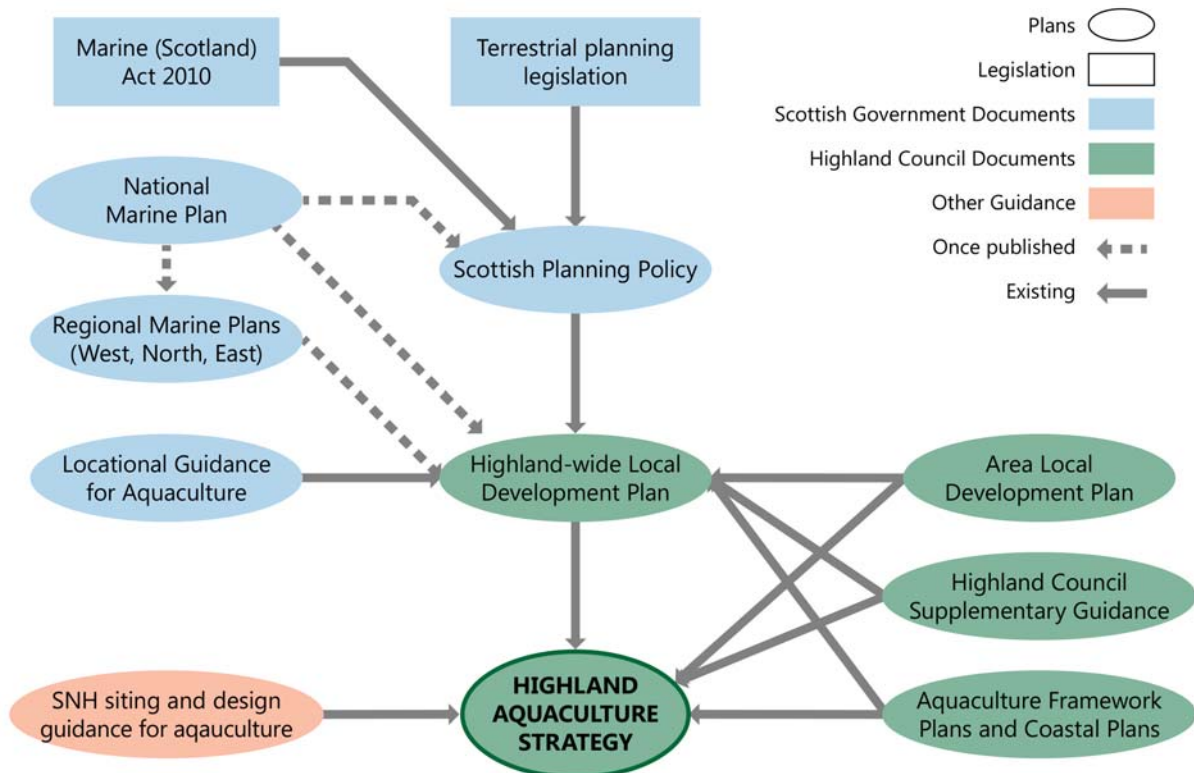 Marine (Scotland)
Act 2010
Terrestrial planning
legislation
Plans
Legislation
Scottish Government Documents
Highland Council Documents
Other Guidance
Once published
Existing
National
Marine Plan
Scottish Planning Policy
Regional Marine Plans
(West, North, East)
Locational Guidance
for Aquaculture
Highland-wide Local
Development Plan
Area Local
Development Plan
Highland Council
Supplementary Guidance
SNH siting and design
guidance for aqauculture
HIGHLAND
AQUACULTURE
STRATEGY
Aquaculture Framework
Plans and Coastal Plans